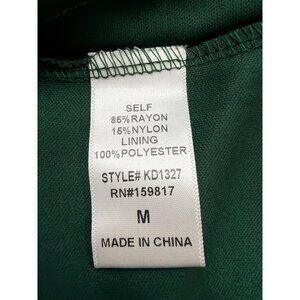 SELF
85%RAYON
15%NYLON
LINING
100%POLYESTER
STYLE# KD1327
RN#159817
M
MADE IN CHINA